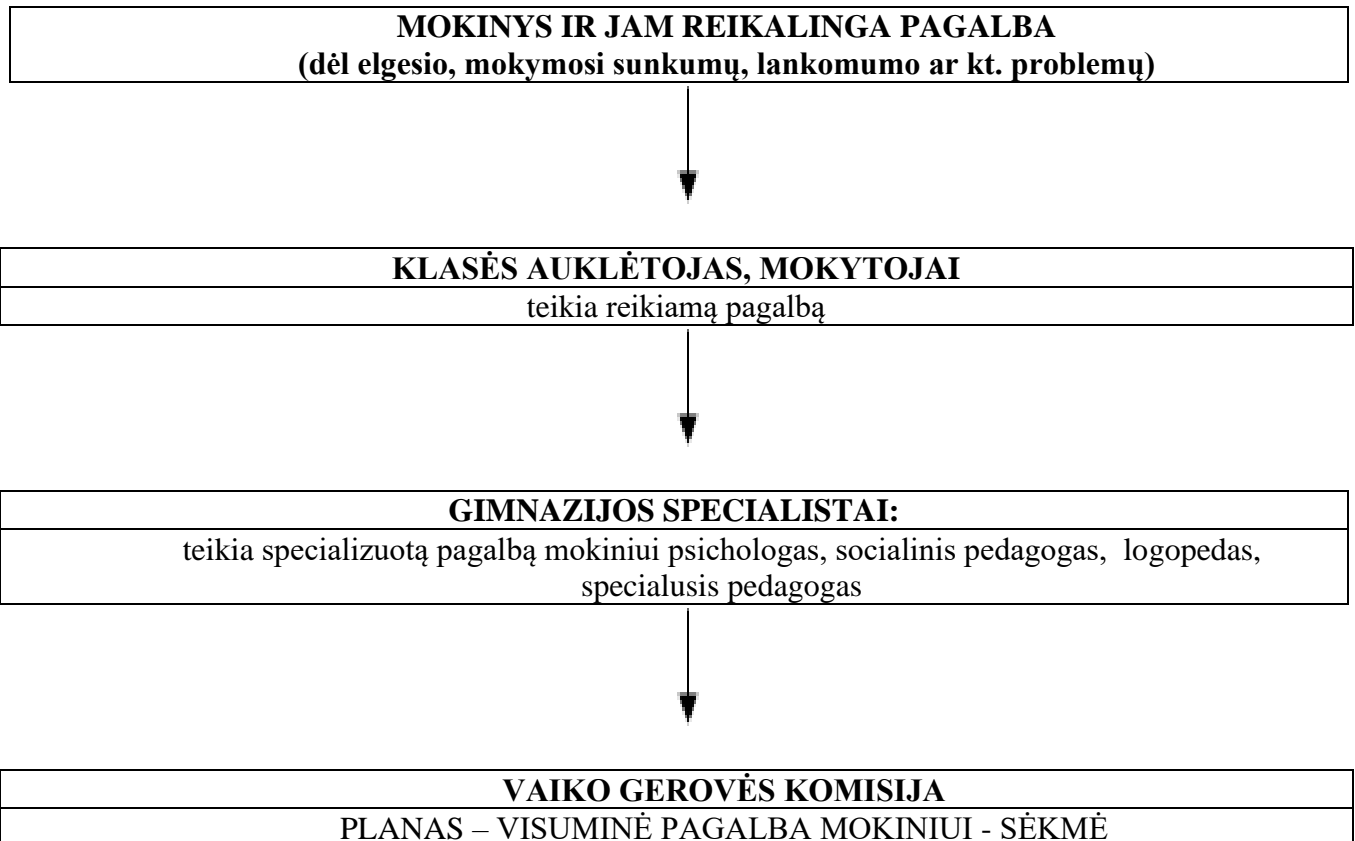 MOKINYS IR JAM REIKALINGA PAGALBA
(dėl elgesio, mokymosi sunkumų, lankomumo ar kt. problemų)
KLASĖS AUKLĖTOJAS, MOKYTOJAI
teikia reikiamą pagalbą
GIMNAZIJOS SPECIALISTAI:
teikia specializuotą pagalbą mokiniui psichologas, socialinis pedagogas, logopedas,
specialusis pedagogas
VAIKO GEROVĖS KOMISIJA
PLANAS – VISUMINĖ PAGALBA MOKINIUI - SĖKMĖ